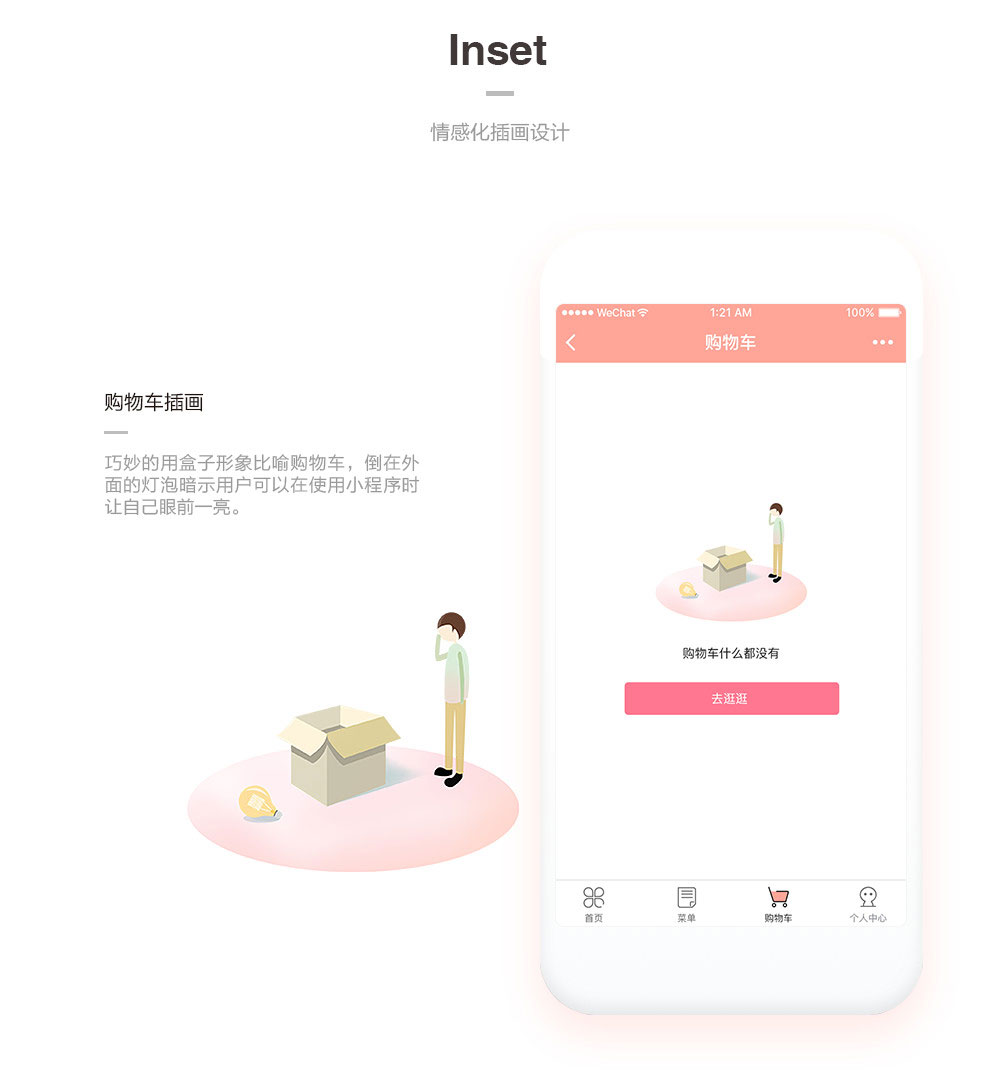 Inset
情感化插画设计
购物车插画
巧妙的用盒子形象比喻购物车，倒在外
面的灯泡暗示用户可以在使用小程序时
让自己眼前一亮。
WeChat 1:21 AM 100%
购物车
购物车什么都没有
去逛逛
首页 菜单 购物车 个人中心